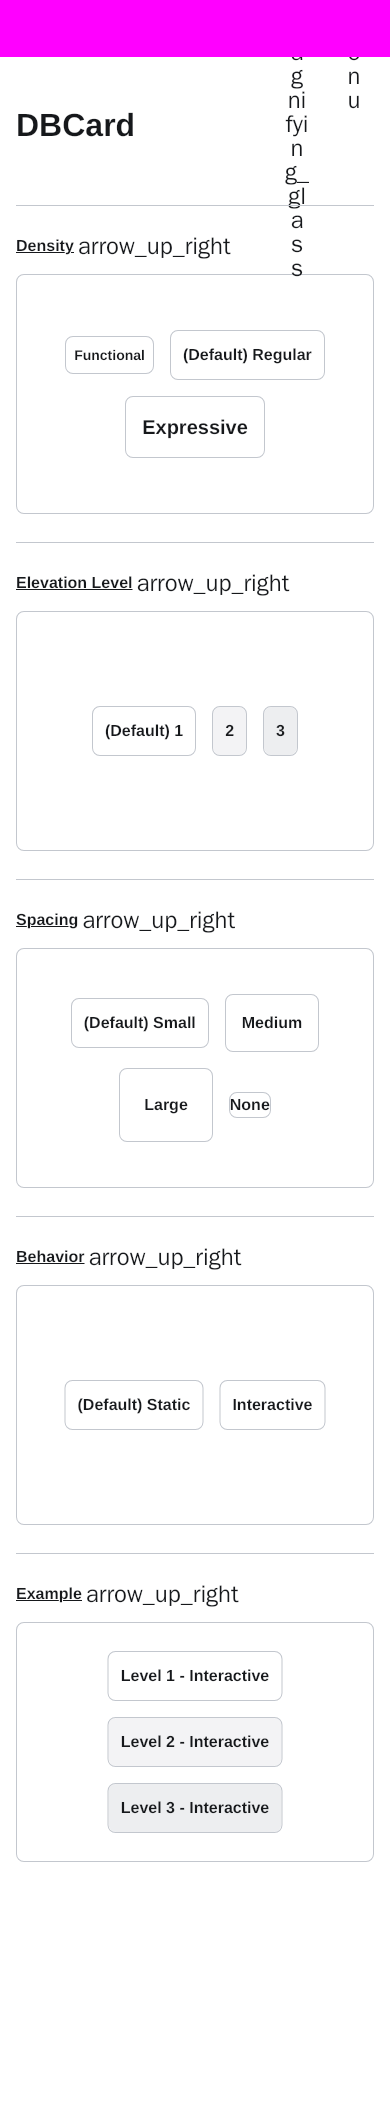 g
ni
fyi
n
g_
gl
a
s
s
n
u
DBCard
Density arrow_up_right
Functional
(Default) Regular
Expressive
Elevation Level arrow_up_right
(Default) 1
2
3
Spacing arrow_up_right
(Default) Small
Medium
Large
None
Behavior arrow_up_right
(Default) Static
Interactive
Example arrow_up_right
Level 1 - Interactive
Level 2 - Interactive
Level 3 - Interactive